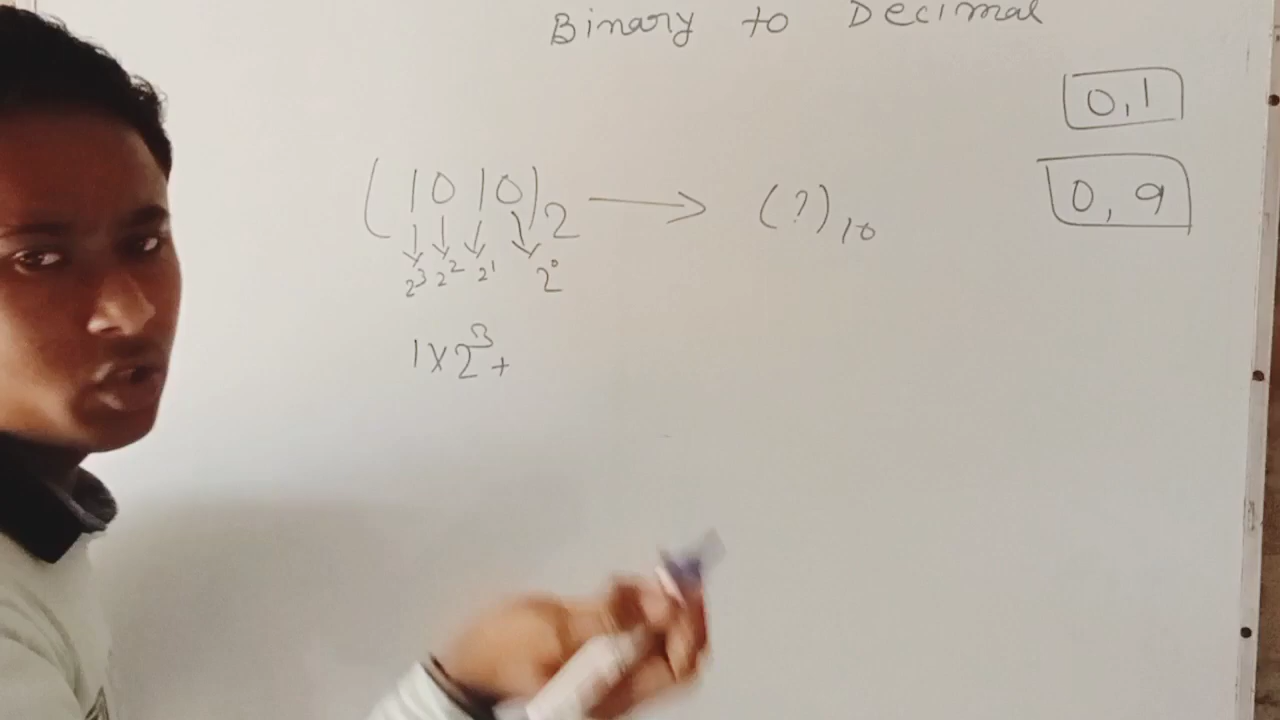 Binary to Decimal
0,1
(1010)2 → (?)10
0, 9
2³ 2² 2¹ 2⁰
1×2³+